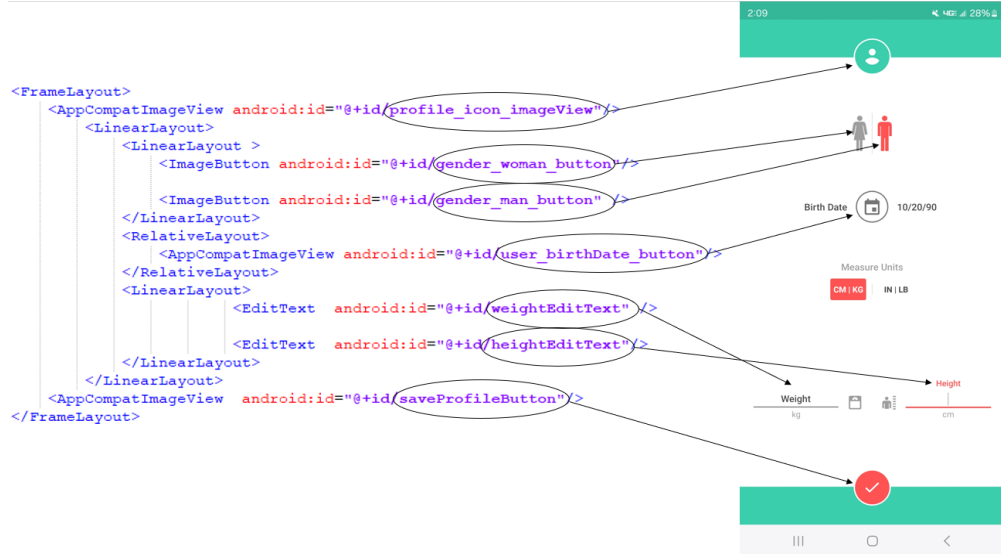 <FrameLayout>
<AppCompatImageView android:id="@+id/profile_icon_imageView"/>
<LinearLayout>
<LinearLayout >
<ImageButton android:id="@+id/gender_woman_button"/>
<ImageButton android:id="@+id/gender_man_button" />
</LinearLayout>
<RelativeLayout>
<AppCompatImageView android:id="@+id/user_birthDate_button"/>
</RelativeLayout>
<LinearLayout>
<EditText android:id="@+id/weightEditText" />
<EditText android:id="@+id/heightEditText"/>
</LinearLayout>
</LinearLayout>
<AppCompatImageView android:id="@+id/saveProfileButton"/>
</FrameLayout>
2:09 4GE 28%
Birth Date 10/20/90
Measure Units
CM | KG IN | LB
Height
Weight
kg cm